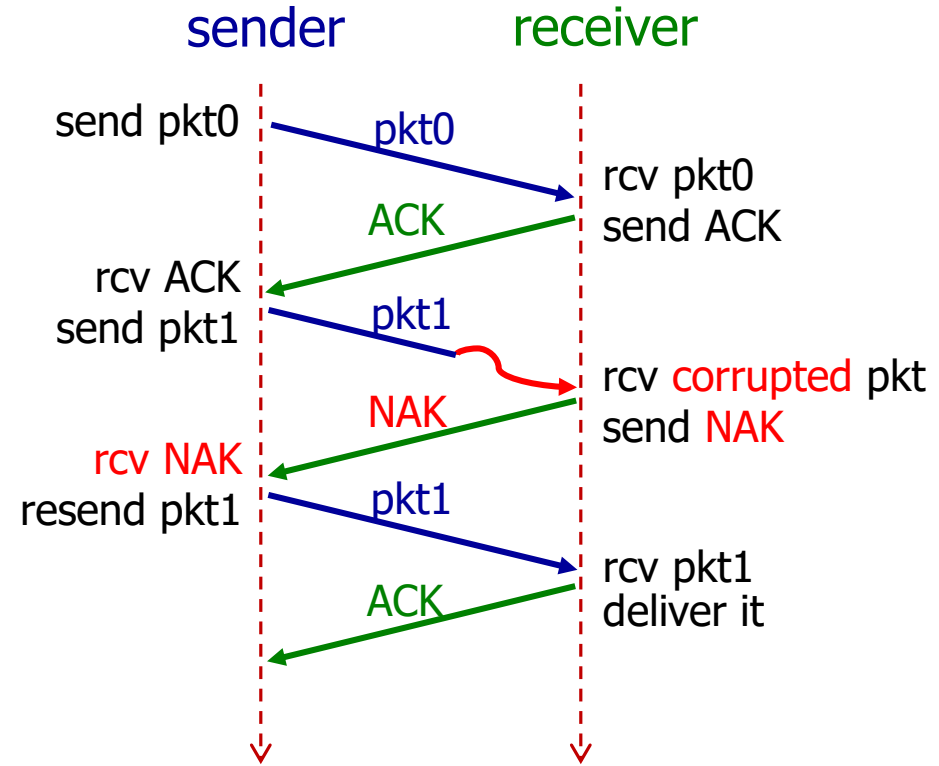 sender
receiver
send pkt0
pkt0
rcv pkt0
send ACK
ACK
rcv ACK
send pkt1
pkt1
rcv corrupted pkt
send NAK
NAK
rcv NAK
resend pkt1
pkt1
rcv pkt1
deliver it
ACK